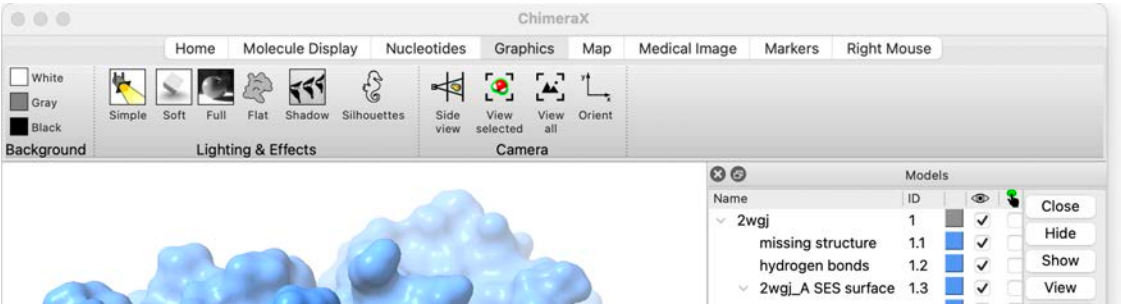 ChimeraX
Home Molecule Display Nucleotides Graphics Map Medical Image Markers Right Mouse
White
Gray
Black
Background
Simple Soft Full Flat Shadow Silhouettes
Lighting & Effects
Side view View selected View all Orient
Camera
Models
Name ID
2wgj 1
missing structure 1.1
hydrogen bonds 1.2
2wgj_A SES surface 1.3
Close
Hide
Show
View